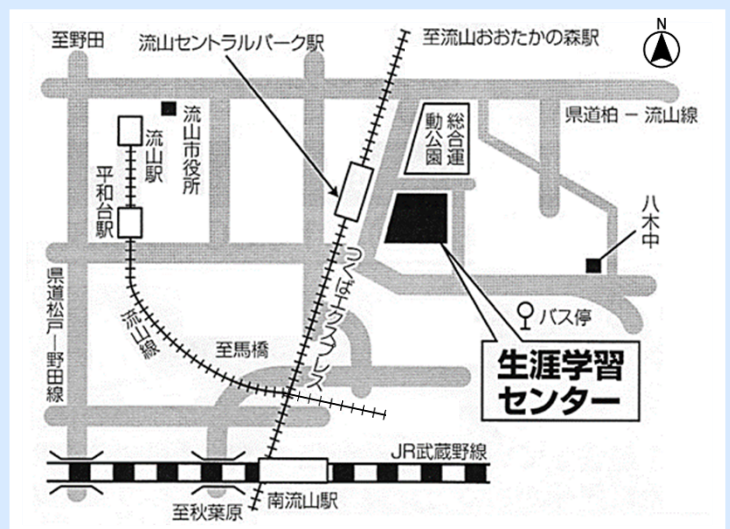 N
至野田
流山セントラルパーク駅
至流山おおたかの森駅
県道柏－流山線
流山市役所
流山駅
平和台駅
総合運
動公園
八木中
つくばエクスプレス
県道松戸―野田線
流山線
至馬橋
バス停
生涯学習
センター
JR武蔵野線
南流山駅
至秋葉原